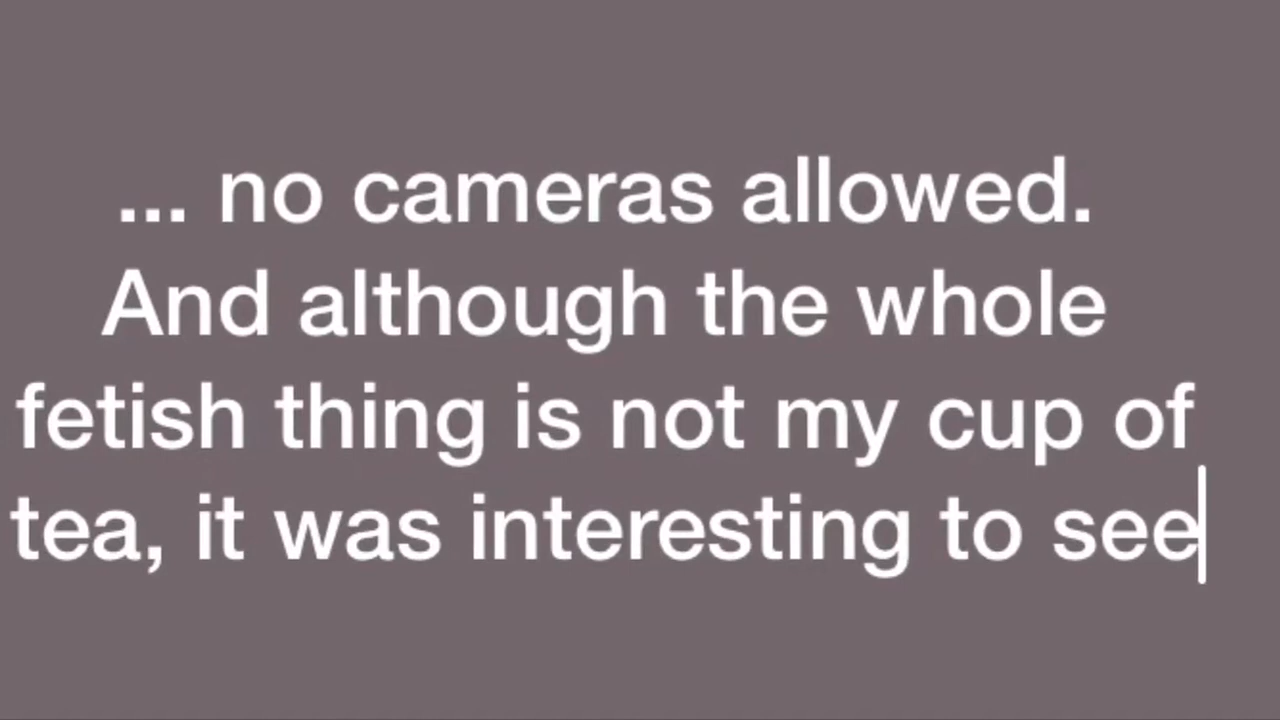 ... no cameras allowed.
And although the whole
fetish thing is not my cup of
tea, it was interesting to see